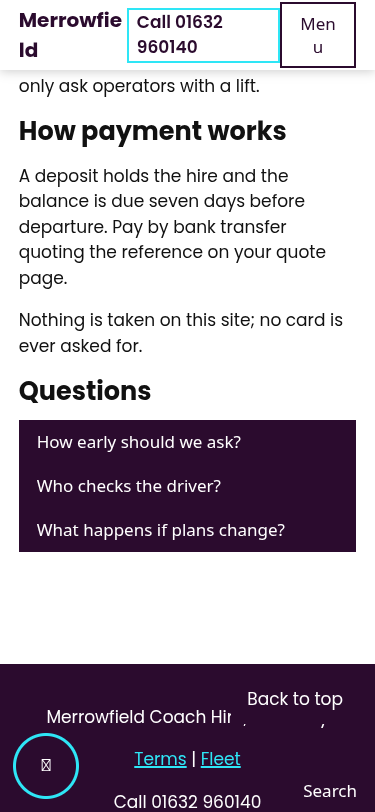 Merrowfie
ld
Call 01632
960140
Men
u
only ask operators with a lift.
How payment works
A deposit holds the hire and the
balance is due seven days before
departure. Pay by bank transfer
quoting the reference on your quote
page.
Nothing is taken on this site; no card is
ever asked for.
Questions
How early should we ask?
Who checks the driver?
What happens if plans change?
Back to top
Merrowfield Coach
Terms | Fleet
Search
Call 01632 960140